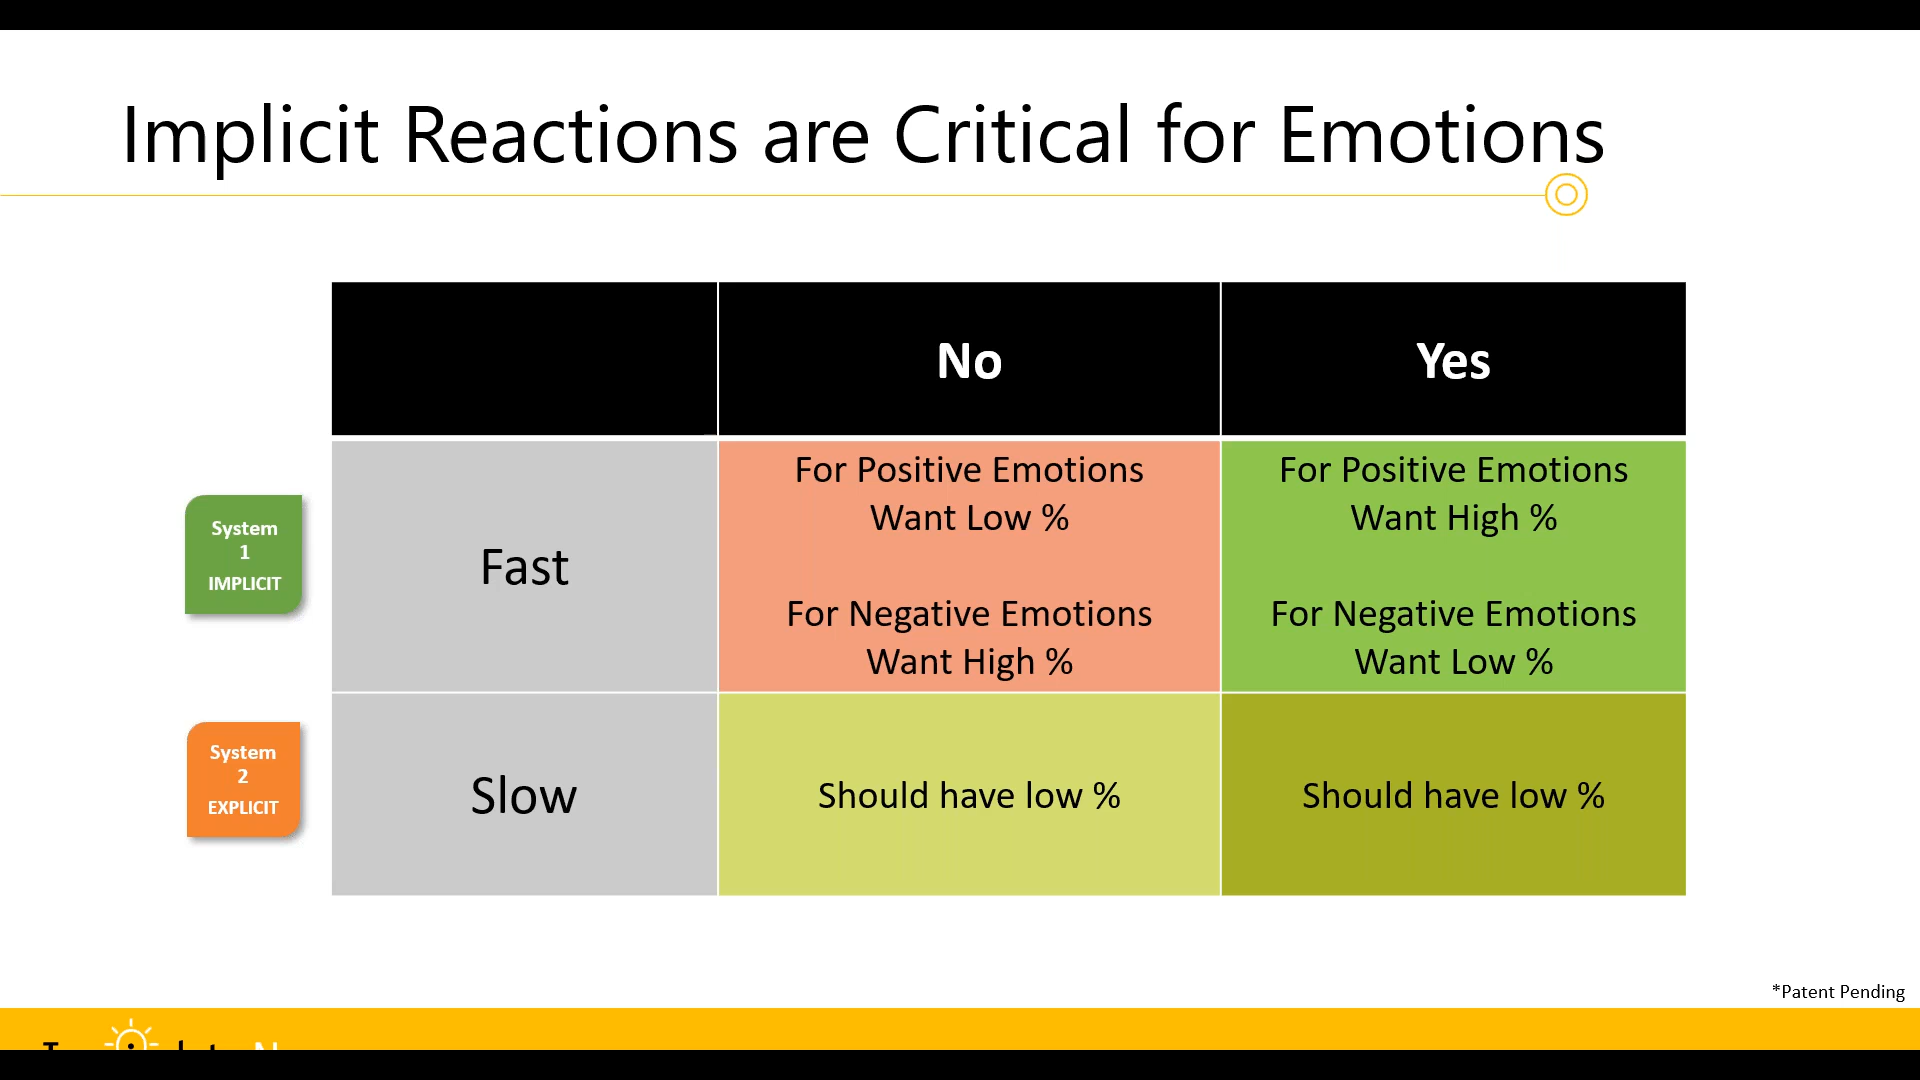 Implicit Reactions are Critical for Emotions
No
Yes
System
1
IMPLICIT
Fast
For Positive Emotions
Want Low %
For Negative Emotions
Want High %
For Positive Emotions
Want High %
For Negative Emotions
Want Low %
System
2
EXPLICIT
Slow
Should have low %
Should have low %
*Patent Pending